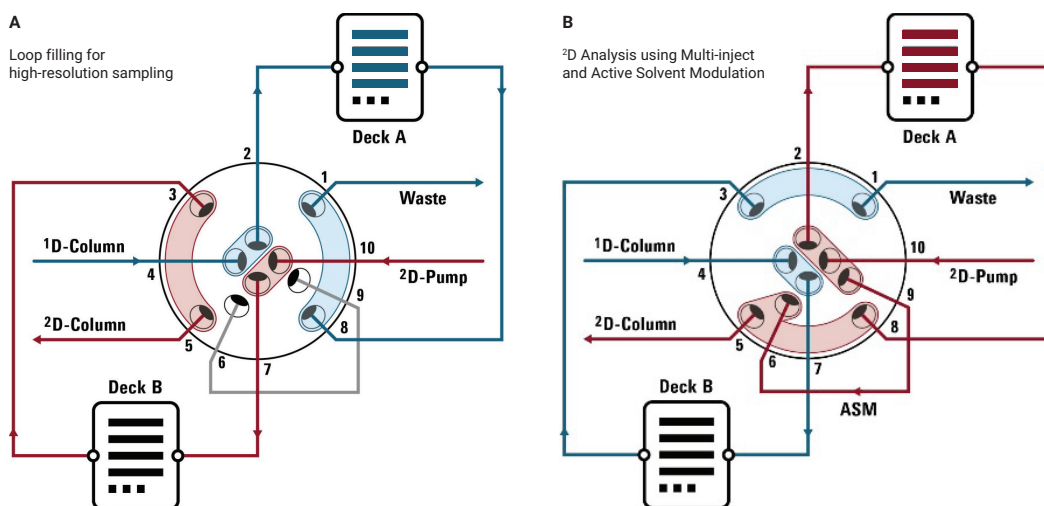 A
Loop filling for
high-resolution sampling
Deck A
2
3
1
Waste
¹D-Column
10
4
²D-Pump
9
²D-Column
8
5
6
7
Deck B
B
²D Analysis using Multi-inject
and Active Solvent Modulation
Deck A
2
3
1
Waste
¹D-Column
10
4
²D-Pump
9
²D-Column
8
5
6
7
Deck B
ASM